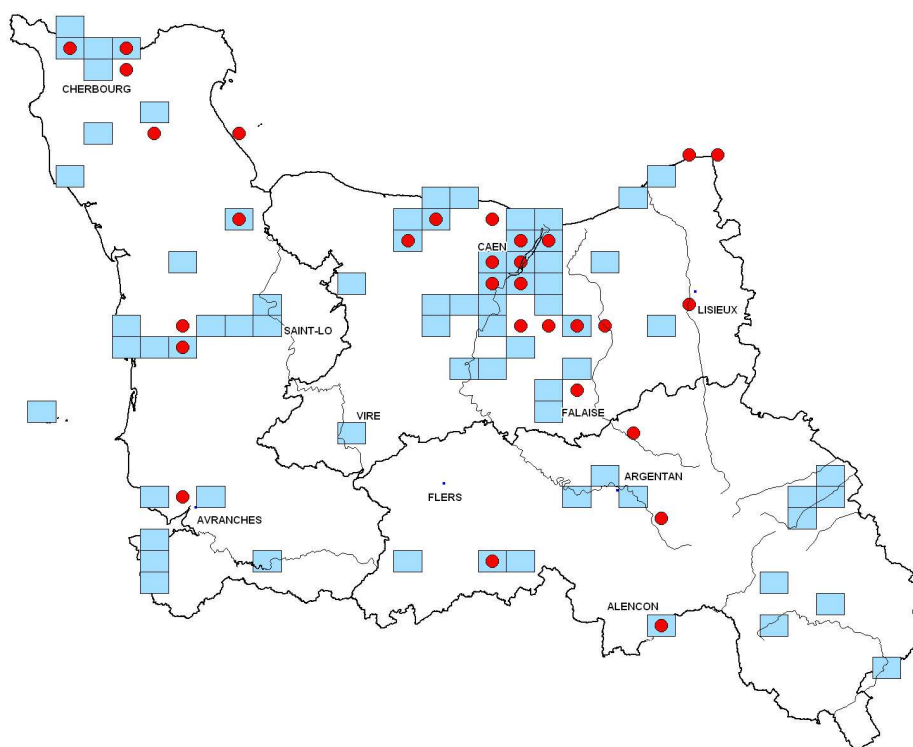 CHERBOURG
CAEN
LISIEUX
SAINT-LO
FALAISE
VIRE
ARGENTAN
FLERS
AVRANCHES
ALENCON